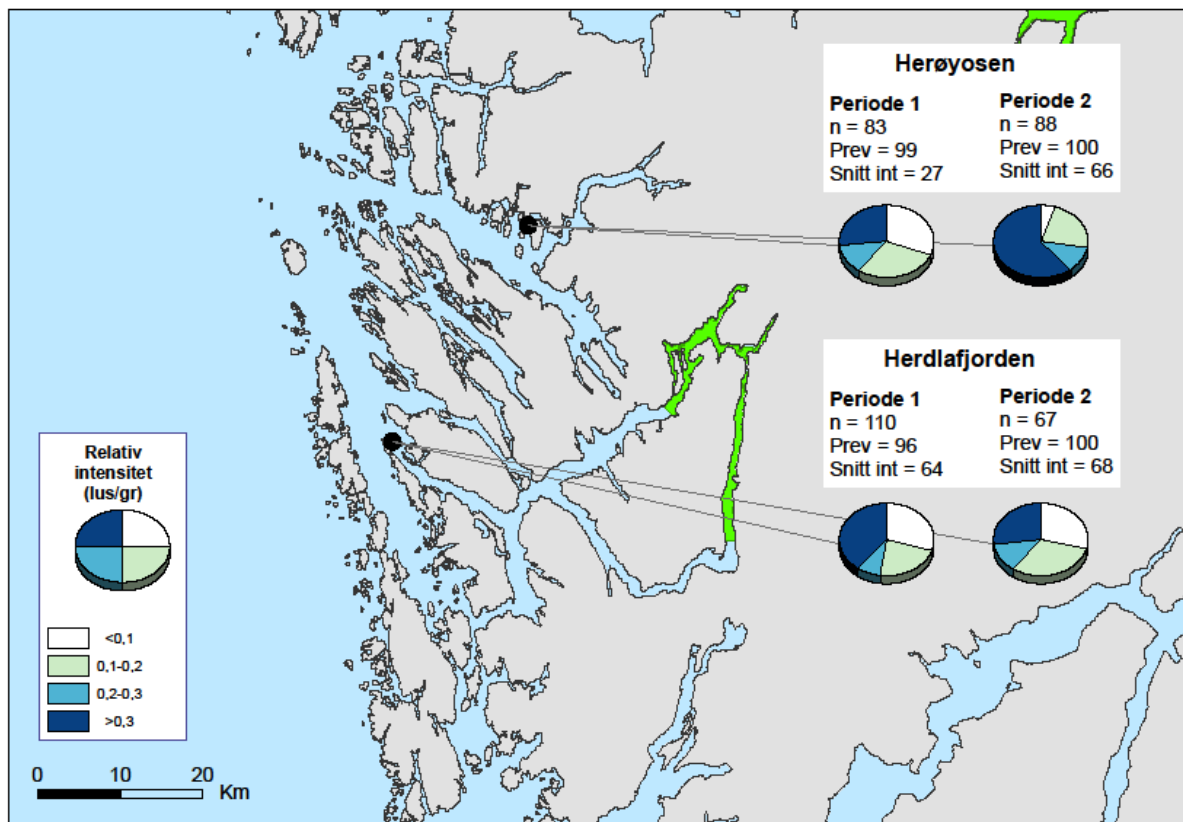 Herøyosen
Periode 1
n = 83
Prev = 99
Snitt int = 27
Periode 2
n = 88
Prev = 100
Snitt int = 66
Herdlafjorden
Periode 1
n = 110
Prev = 96
Snitt int = 64
Periode 2
n = 67
Prev = 100
Snitt int = 68
Relativ
intensitet
(lus/gr)
<0,1
0,1-0,2
0,2-0,3
>0,3
0 10 20
Km